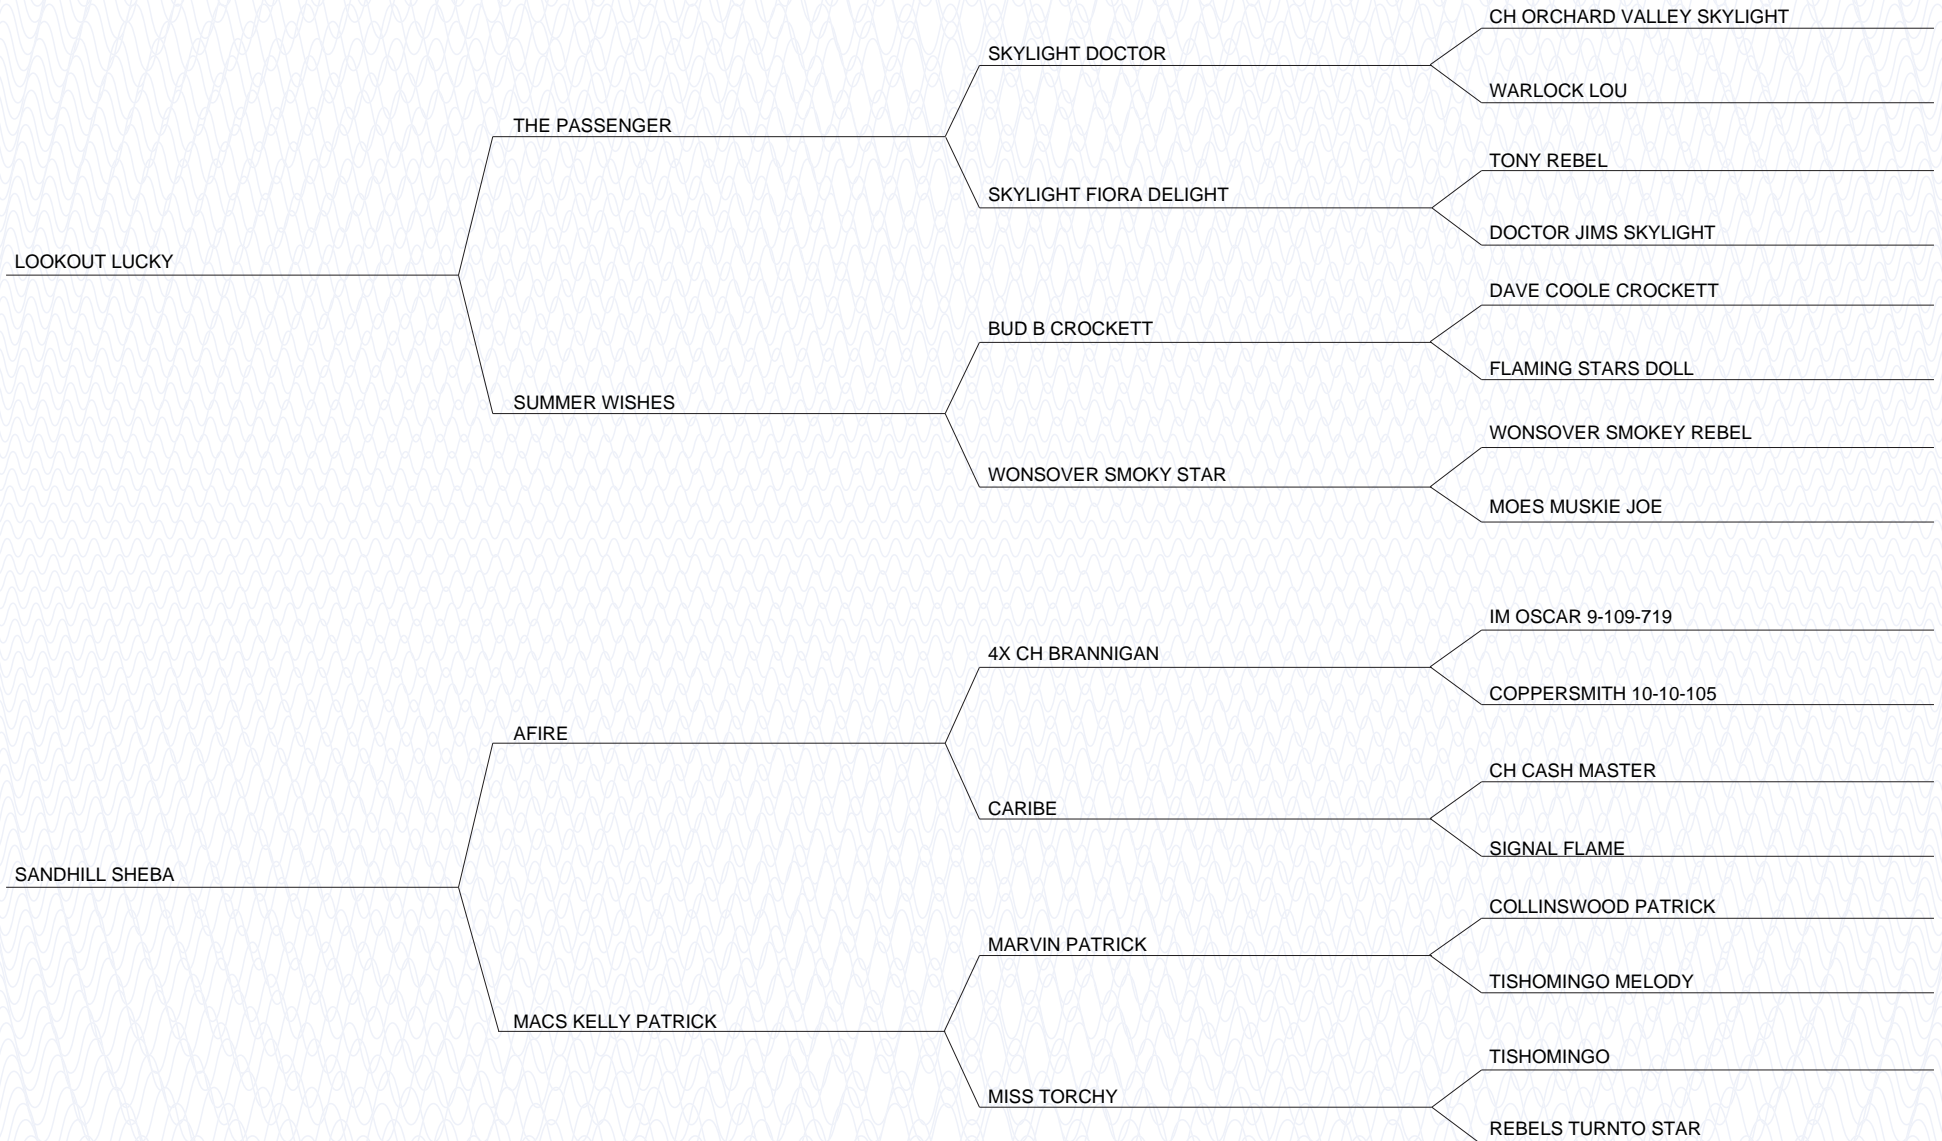 CH ORCHARD VALLEY SKYLIGHT
SKYLIGHT DOCTOR
WARLOCK LOU
THE PASSENGER
TONY REBEL
SKYLIGHT FIORA DELIGHT
DOCTOR JIMS SKYLIGHT
LOOKOUT LUCKY
DAVE COOLE CROCKETT
BUD B CROCKETT
FLAMING STARS DOLL
SUMMER WISHES
WONSOVER SMOKEY REBEL
WONSOVER SMOKY STAR
MOES MUSKIE JOE
IM OSCAR 9-109-719
4X CH BRANNIGAN
COPPERSMITH 10-10-105
AFIRE
CH CASH MASTER
CARIBE
SIGNAL FLAME
SANDHILL SHEBA
COLLINSWOOD PATRICK
MARVIN PATRICK
TISHOMINGO MELODY
MACS KELLY PATRICK
TISHOMINGO
MISS TORCHY
REBELS TURNTO STAR